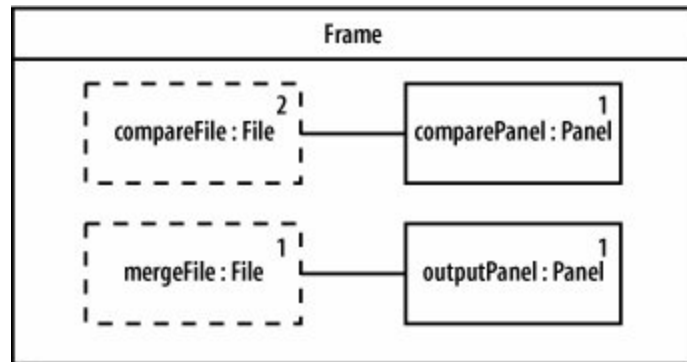 Frame
2
compareFile : File
1
comparePanel : Panel
1
mergeFile : File
1
outputPanel : Panel